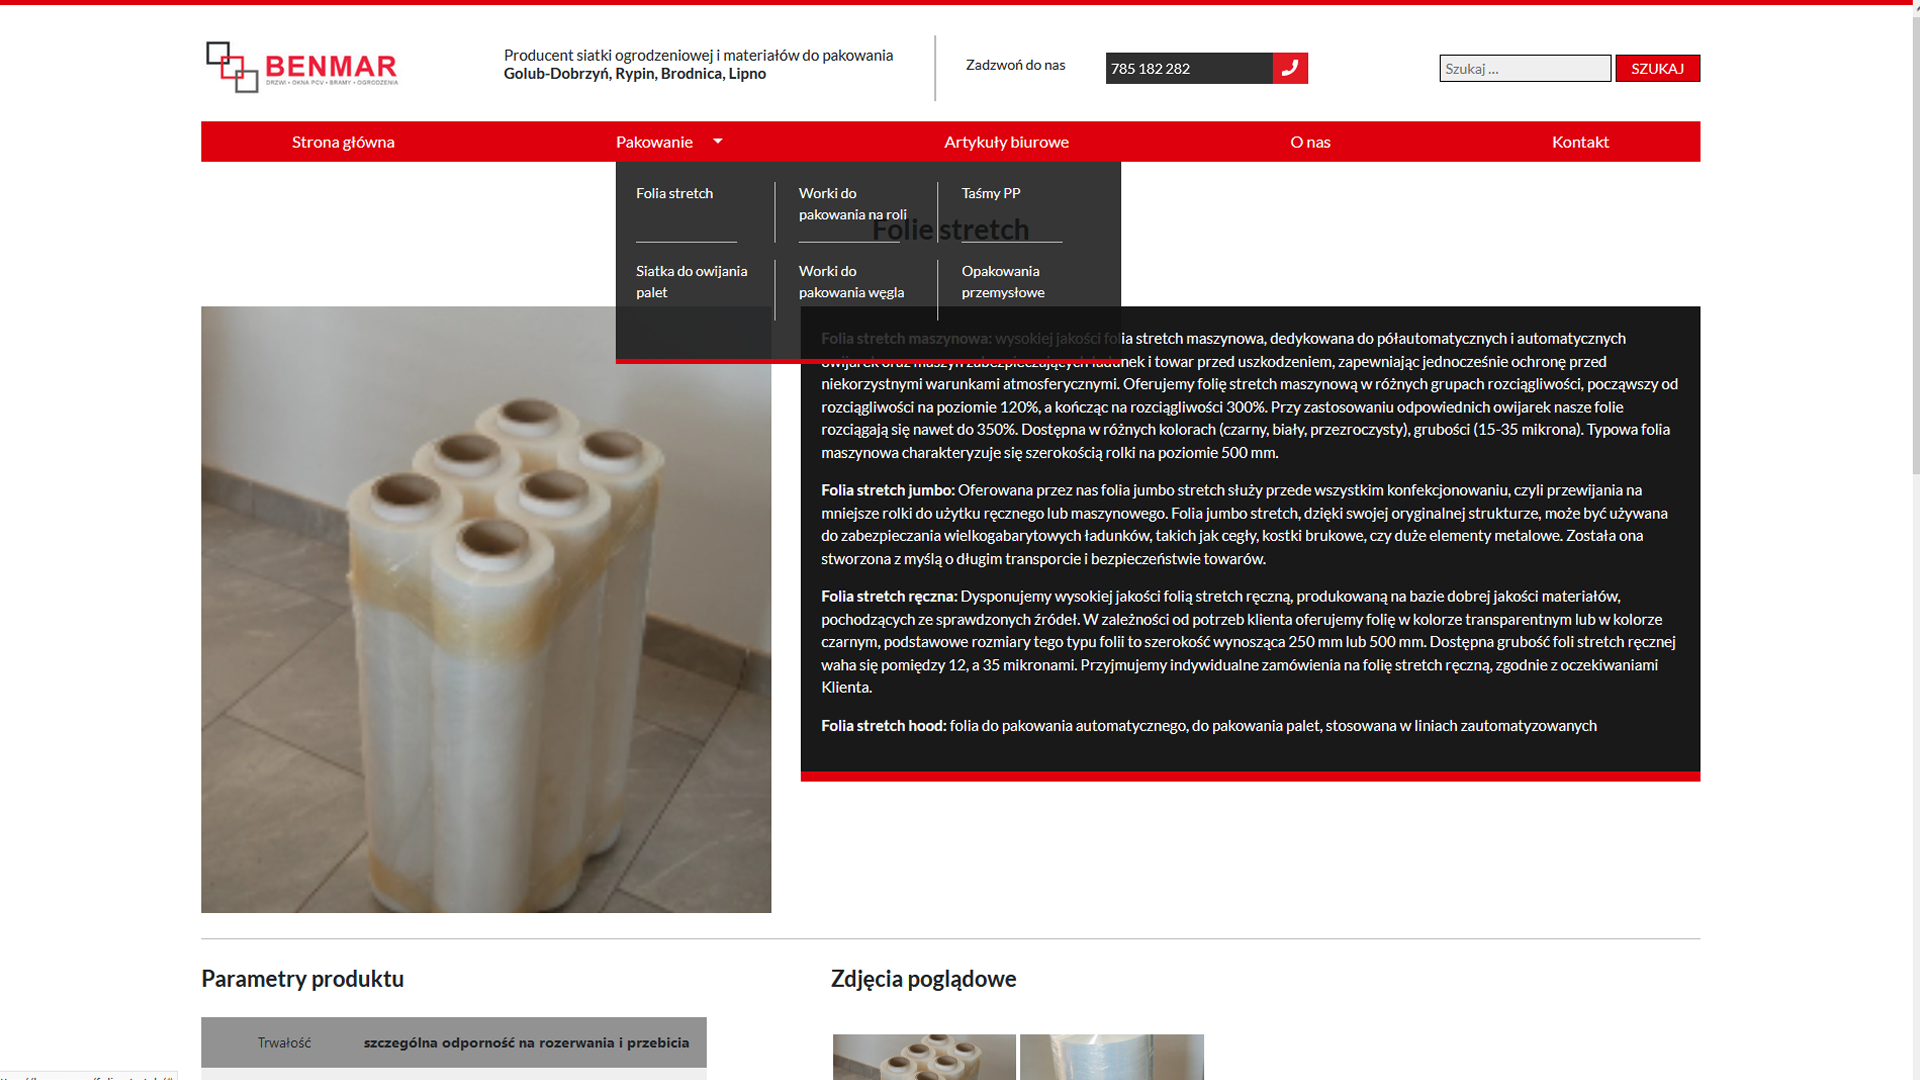 BENMAR
DRZWI • OKNA PCV • BRAMY • OGRODZENIA
Producent siatki ogrodzeniowej i materiałów do pakowania
Golub-Dobrzyń, Rypin, Brodnica, Lipno
Zadzwoń do nas
785 182 282
Szukaj ...
SZUKAJ
Strona główna
Pakowanie
Artykuły biurowe
O nas
Kontakt
Folia stretch
Worki do
pakowania na roli
Taśmy PP
Folie stretch
Siatka do owijania
palet
Worki do
pakowania węgla
Opakowania
przemysłowe
Folia stretch maszynowa: wysokiej jakości folia stretch maszynowa, dedykowana do półautomatycznych i automatycznych
owijarek oraz maszyn zabezpieczających ładunek i towar przed uszkodzeniem, zapewniając jednocześnie ochronę przed
niekorzystnymi warunkami atmosferycznymi. Oferujemy folię stretch maszynową w różnych grupach rozciągliwości, począwszy od
rozciągliwości na poziomie 120%, a kończąc na rozciągliwości 300%. Przy zastosowaniu odpowiednich owijarek nasze folie
rozciągają się nawet do 350%. Dostępna w różnych kolorach (czarny, biały, przezroczysty), grubości (15-35 mikrona). Typowa folia
maszynowa charakteryzuje się szerokością rolki na poziomie 500 mm.
Folia stretch jumbo: Oferowana przez nas folia jumbo stretch służy przede wszystkim konfekcjonowaniu, czyli przewijania na
mniejsze rolki do użytku ręcznego lub maszynowego. Folia jumbo stretch, dzięki swojej oryginalnej strukturze, może być używana
do zabezpieczania wielkogabarytowych ładunków, takich jak cegły, kostki brukowe, czy duże elementy metalowe. Została ona
stworzona z myślą o długim transporcie i bezpieczeństwie towarów.
Folia stretch ręczna: Dysponujemy wysokiej jakości folią stretch ręczną, produkowaną na bazie dobrej jakości materiałów,
pochodzących ze sprawdzonych źródeł. W zależności od potrzeb klienta oferujemy folię w kolorze transparentnym lub w kolorze
czarnym, podstawowe rozmiary tego typu folii to szerokość wynosząca 250 mm lub 500 mm. Dostępna grubość foli stretch ręcznej
waha się pomiędzy 12, a 35 mikronami. Przyjmujemy indywidualne zamówienia na folię stretch ręczną, zgodnie z oczekiwaniami
Klienta.
Folia stretch hood: folia do pakowania automatycznego, do pakowania palet, stosowana w liniach zautomatyzowanych
Parametry produktu
Zdjęcia poglądowe
Trwałość
szczególna odporność na rozerwania i przebicia